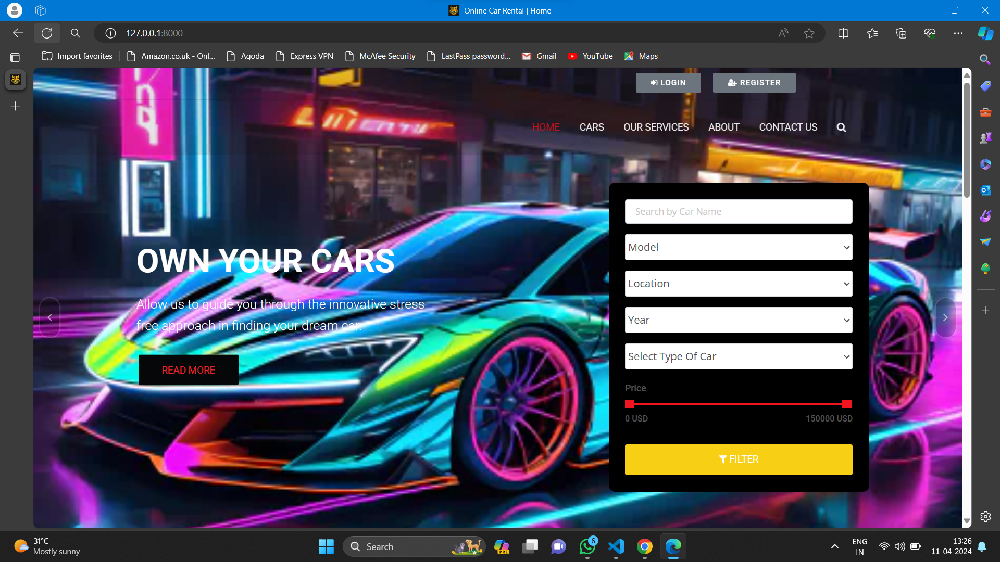 Online Car Rental | Home
127.0.0.1:8000
Import favorites
Amazon.co.uk - Onl...
Agoda
Express VPN
McAfee Security
LastPass password...
Gmail
YouTube
Maps
LOGIN
REGISTER
HOME
CARS
OUR SERVICES
ABOUT
CONTACT US
OWN YOUR CARS
Allow us to guide you through the innovative stress
free approach in finding your dream car.
READ MORE
Search by Car Name
Model
Location
Year
Select Type Of Car
Price
0 USD
150000 USD
FILTER
31°C
Mostly sunny
Search
PRE
6
ENG
IN
13:26
11-04-2024